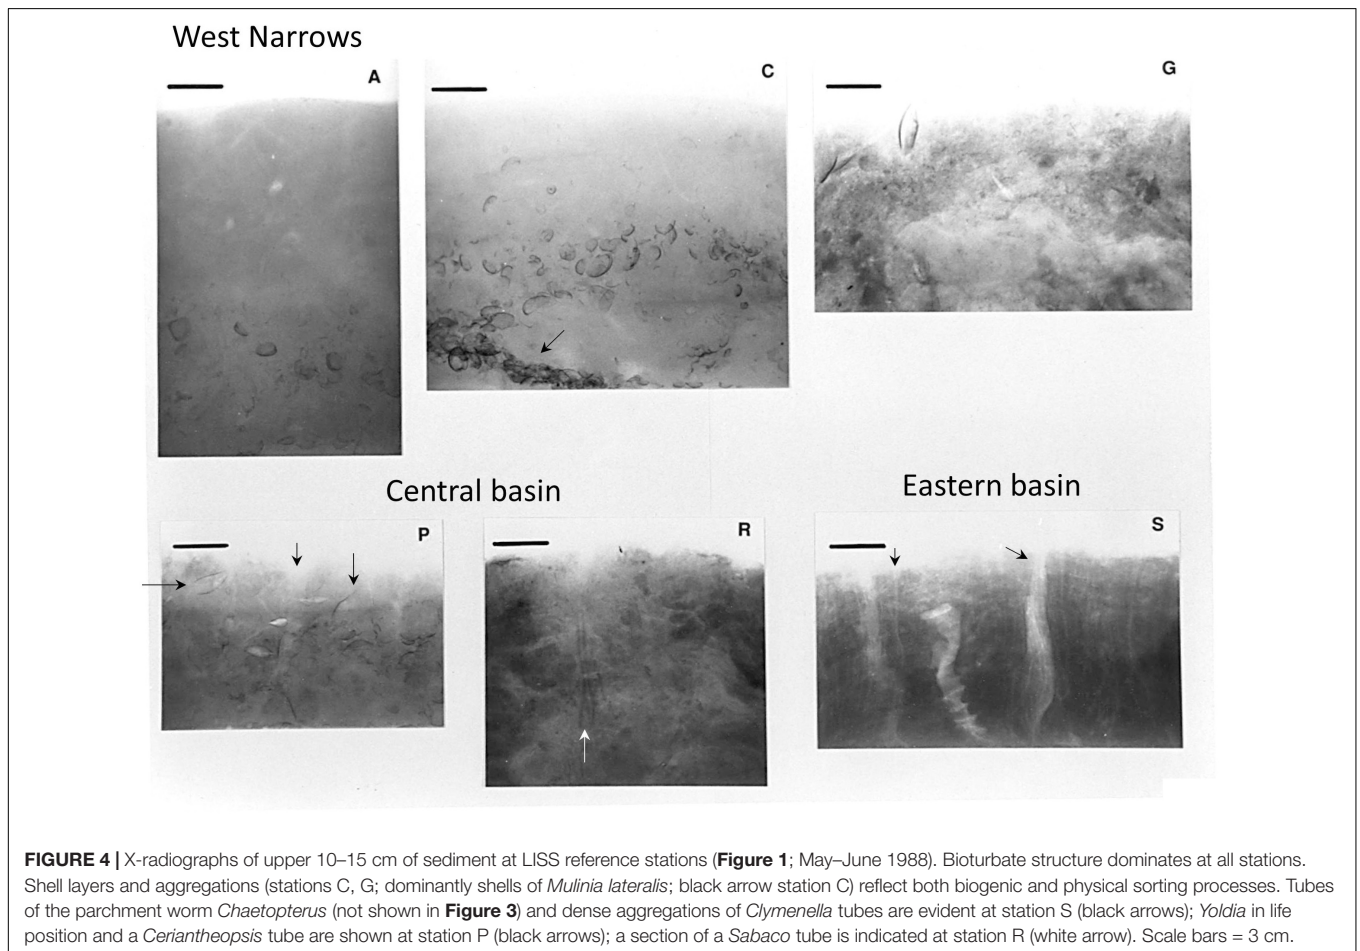 West Narrows
A
C
G
Central basin
Eastern basin
P
R
S
FIGURE 4 | X-radiographs of upper 10–15 cm of sediment at LISS reference stations (Figure 1; May–June 1988). Bioturbate structure dominates at all stations.
Shell layers and aggregations (stations C, G; dominantly shells of Mulinia lateralis; black arrow station C) reflect both biogenic and physical sorting processes. Tubes
of the parchment worm Chaetopterus (not shown in Figure 3) and dense aggregations of Clymenella tubes are evident at station S (black arrows); Yoldia in life
position and a Ceriantheopsis tube are shown at station P (black arrows); a section of a Sabaco tube is indicated at station R (white arrow). Scale bars = 3 cm.